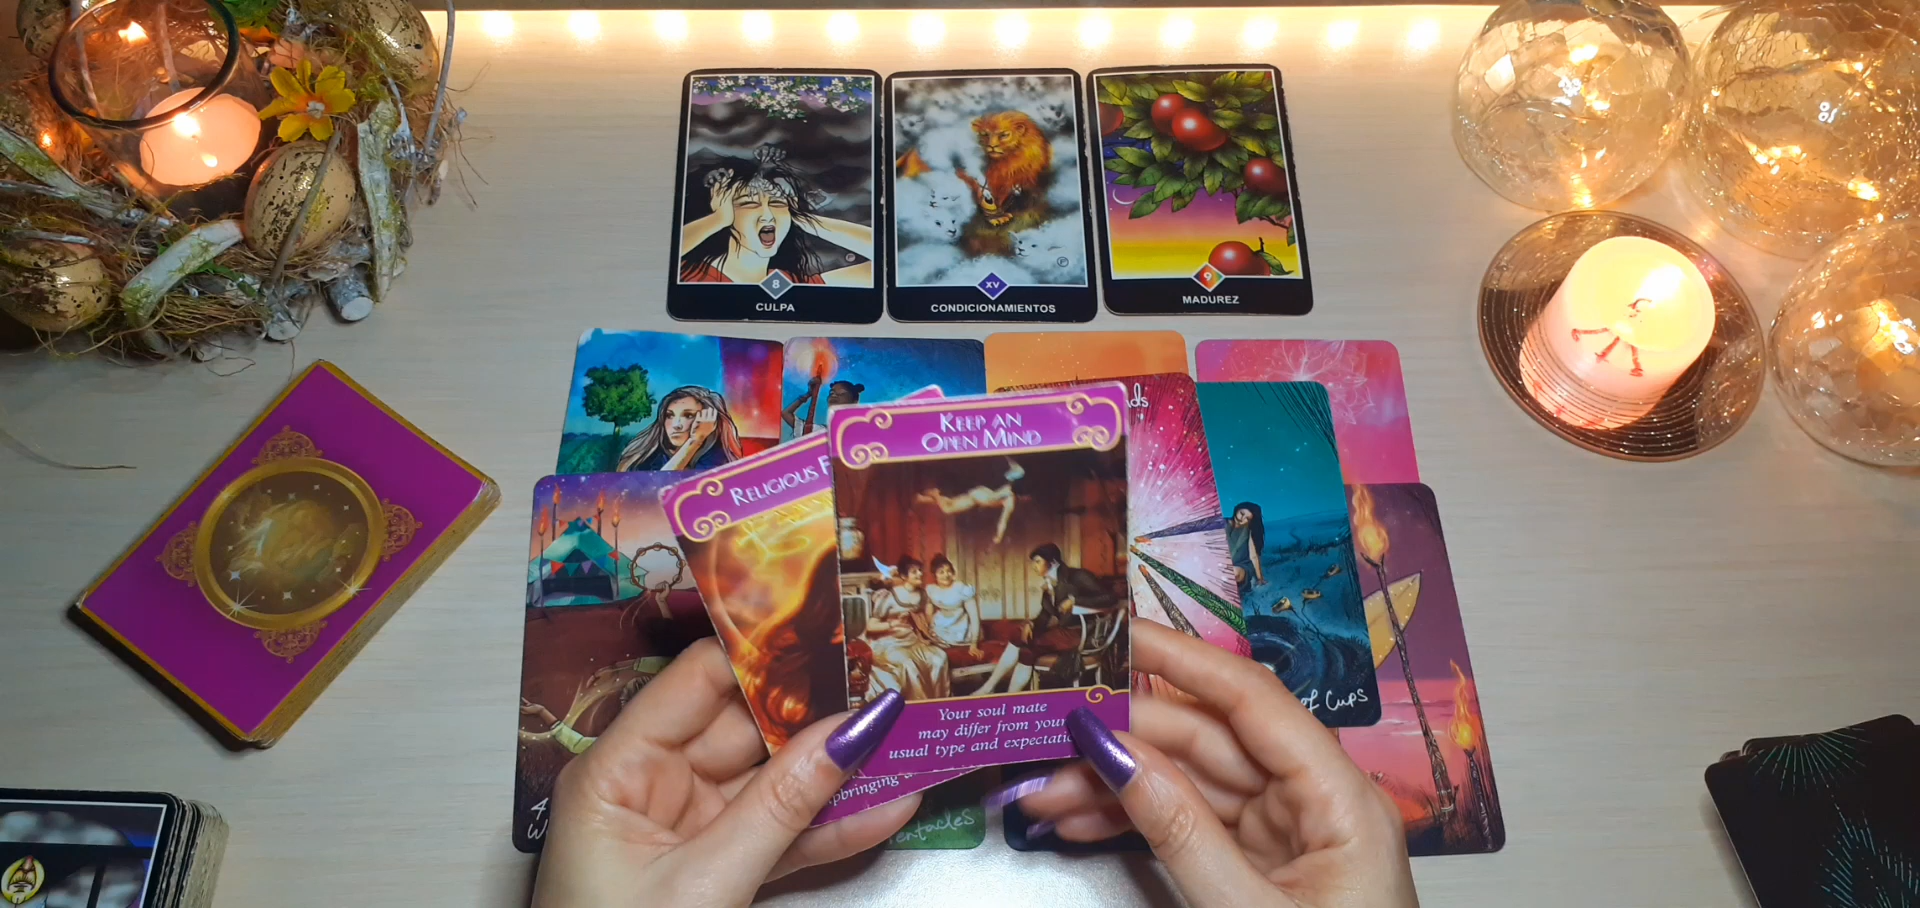 8
CULPA
XV
CONDICIONAMIENTOS
9
MADUREZ
KEEP AN
OPEN MIND
RELIGIOUS
Your soul mate
may differ from your
usual type and
of Cups
4